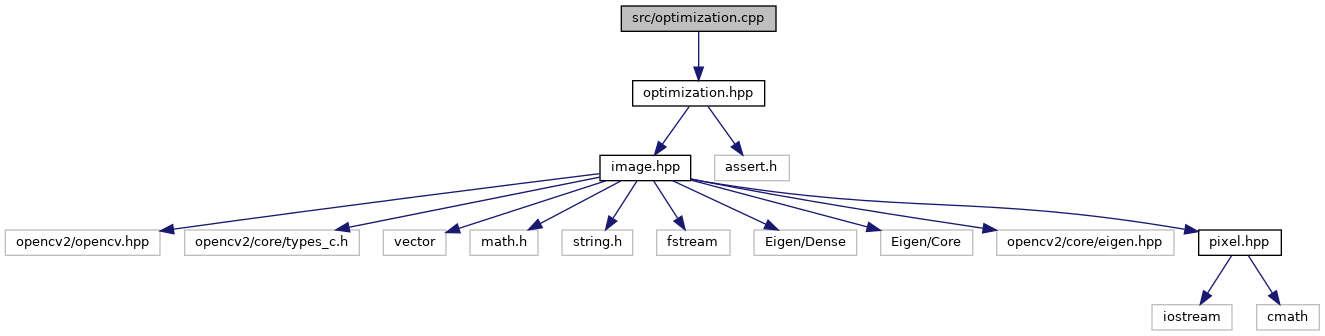 src/optimization.cpp
optimization.hpp
image.hpp
assert.h
opencv2/opencv.hpp
opencv2/core/types_c.h
vector
math.h
string.h
fstream
Eigen/Dense
Eigen/Core
opencv2/core/eigen.hpp
pixel.hpp
iostream
cmath